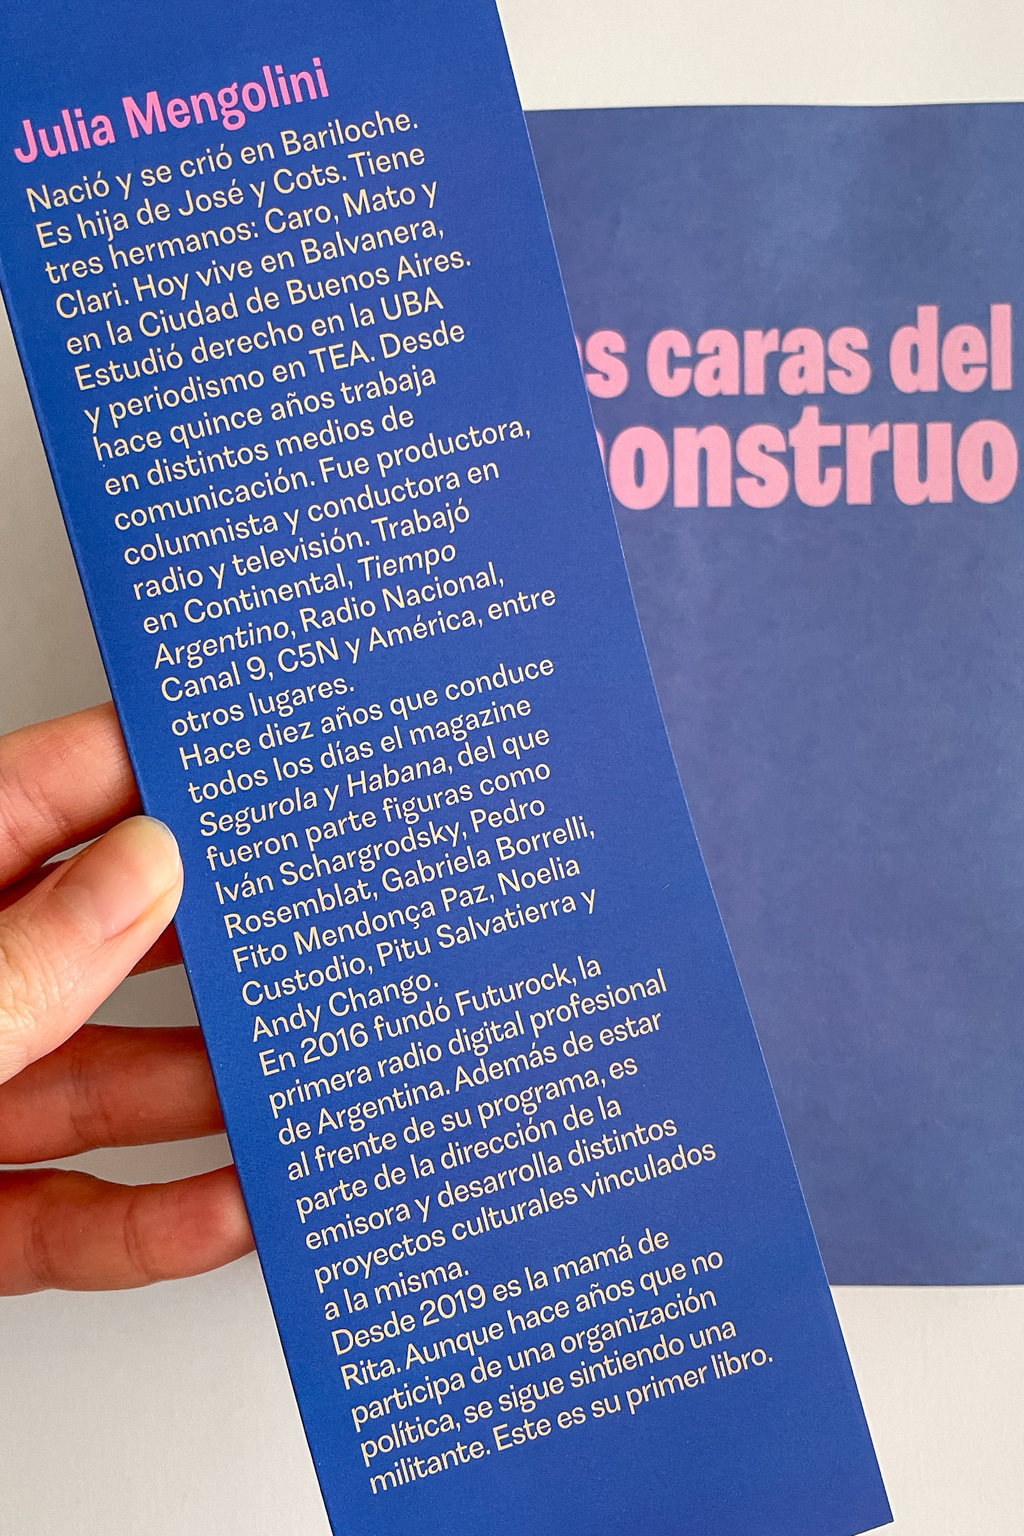 Julia Mengolini
Nació y se crió en Bariloche.
Es hija de José y Cots. Tiene
tres hermanos: Caro, Mato y
Clari. Hoy vive en Balvanera,
en la Ciudad de Buenos Aires.
Estudió derecho en la UBA
y periodismo en TEA. Desde
hace quince años trabaja
en distintos medios de
comunicación. Fue productora,
columnista y conductora en
radio y televisión. Trabajó
en Continental, Tiempo
Argentino, Radio Nacional,
Canal 9, C5N y América, entre
otros lugares.
Hace diez años que conduce
todos los días el magazine
Segurola y Habana, del que
fueron parte figuras como
Iván Schargrodsky, Pedro
Rosemblat, Gabriela Borrelli,
Fito Mendonça Paz, Noelia
Custodio, Pitu Salvatierra y
Andy Chango.
En 2016 fundó Futurock, la
primera radio digital profesional
de Argentina. Además de estar
al frente de su programa, es
parte de la dirección de la
emisora y desarrolla distintos
proyectos culturales vinculados
a la misma.
Desde 2019 es la mamá de
Rita. Aunque hace años que no
participa de una organización
política, se sigue sintiendo una
militante. Este es su primer libro.
caras del